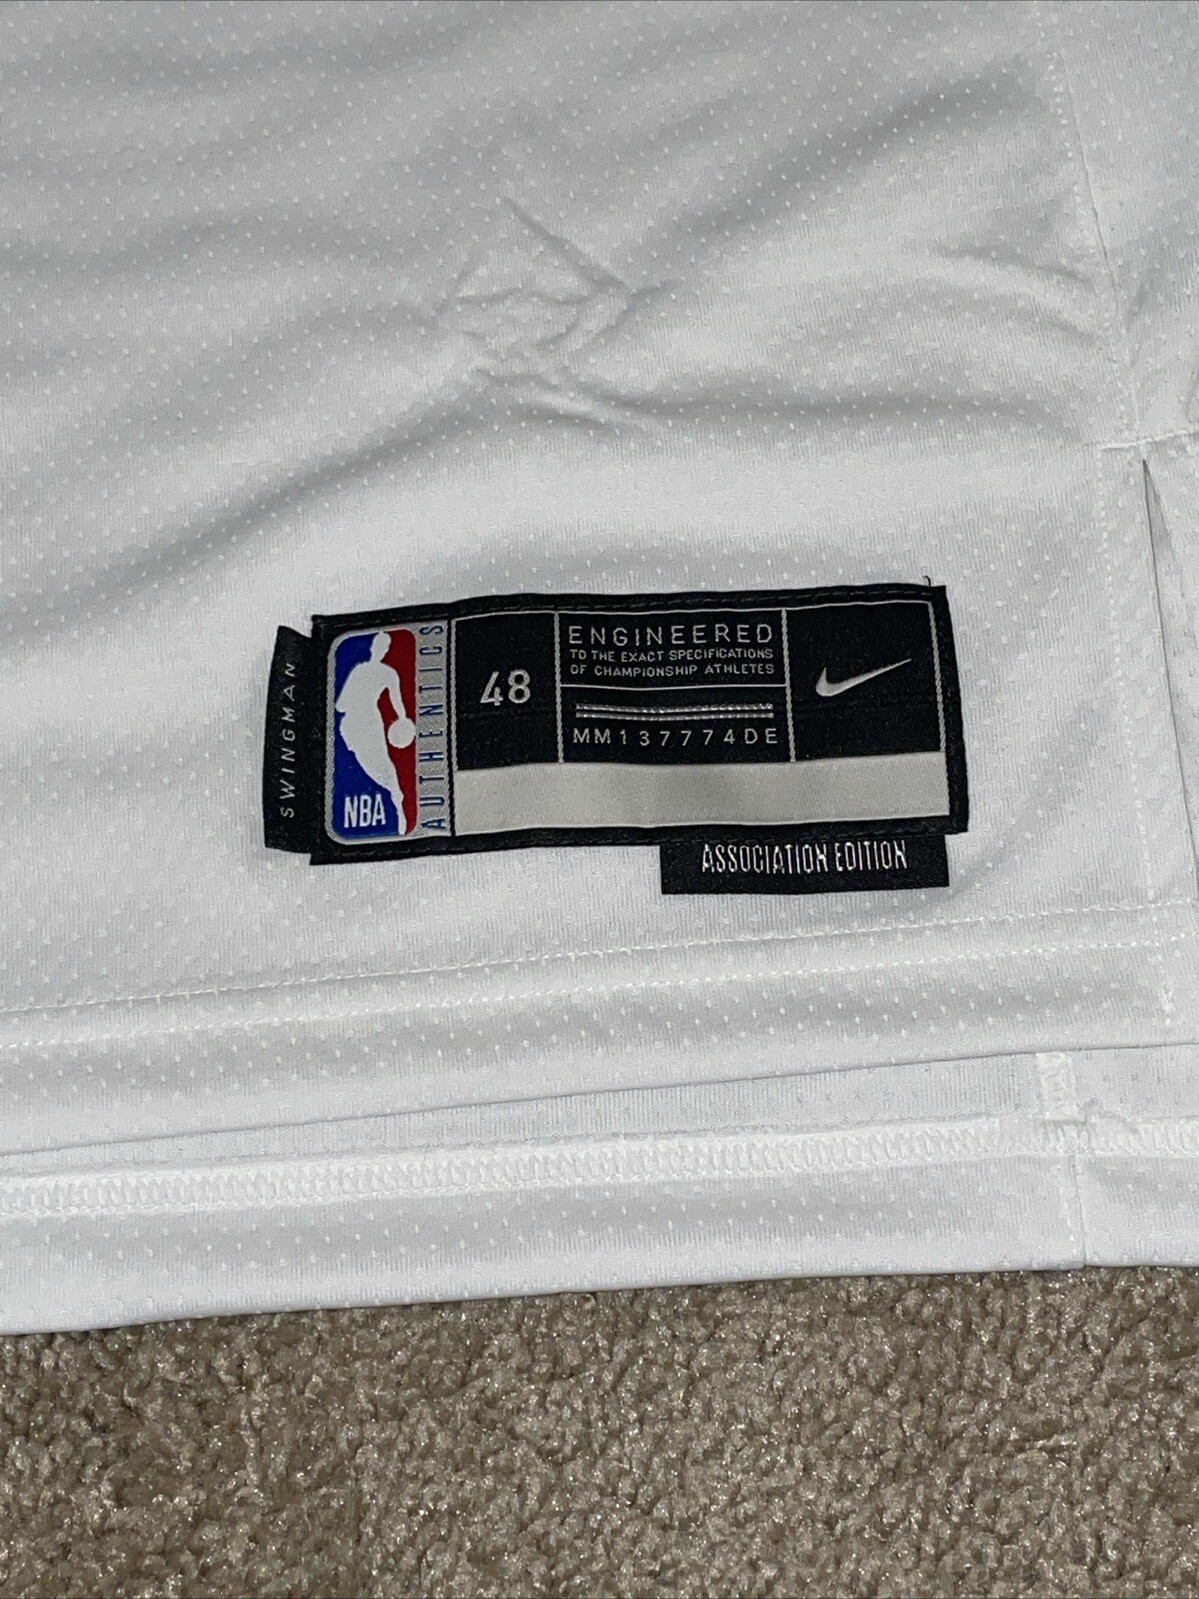 SWINGMAN
NBA
AUTHENTICS
48
ENGINEERED
TO THE EXACT SPECIFICATIONS
OF CHAMPIONSHIP ATHLETES
MM137774DE
ASSOCIATION EDITION